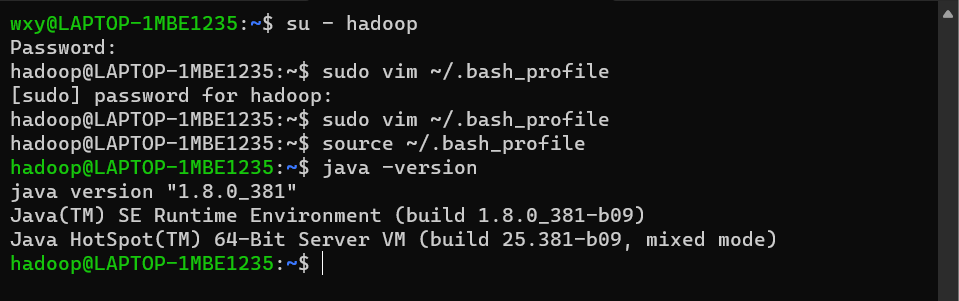 wxy@LAPTOP-1MBE1235:~$ su - hadoop
Password:
hadoop@LAPTOP-1MBE1235:~$ sudo vim ~/.bash_profile
[sudo] password for hadoop:
hadoop@LAPTOP-1MBE1235:~$ sudo vim ~/.bash_profile
hadoop@LAPTOP-1MBE1235:~$ source ~/.bash_profile
hadoop@LAPTOP-1MBE1235:~$ java -version
java version "1.8.0_381"
Java(TM) SE Runtime Environment (build 1.8.0_381-b09)
Java HotSpot(TM) 64-Bit Server VM (build 25.381-b09, mixed mode)
hadoop@LAPTOP-1MBE1235:~$